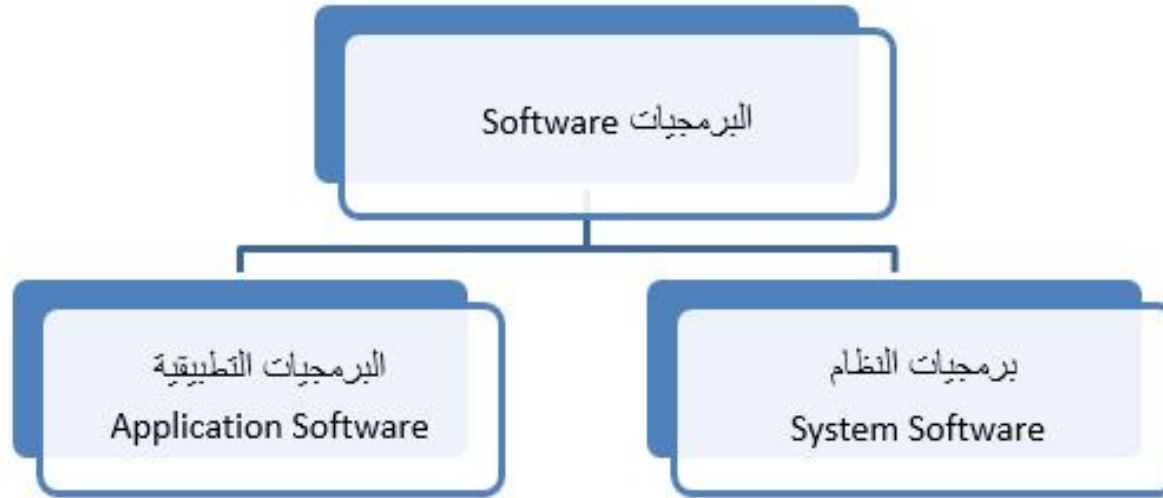 البرمجيات Software
برمجيات النظام
System Software
البرمجيات التطبيقية
Application Software